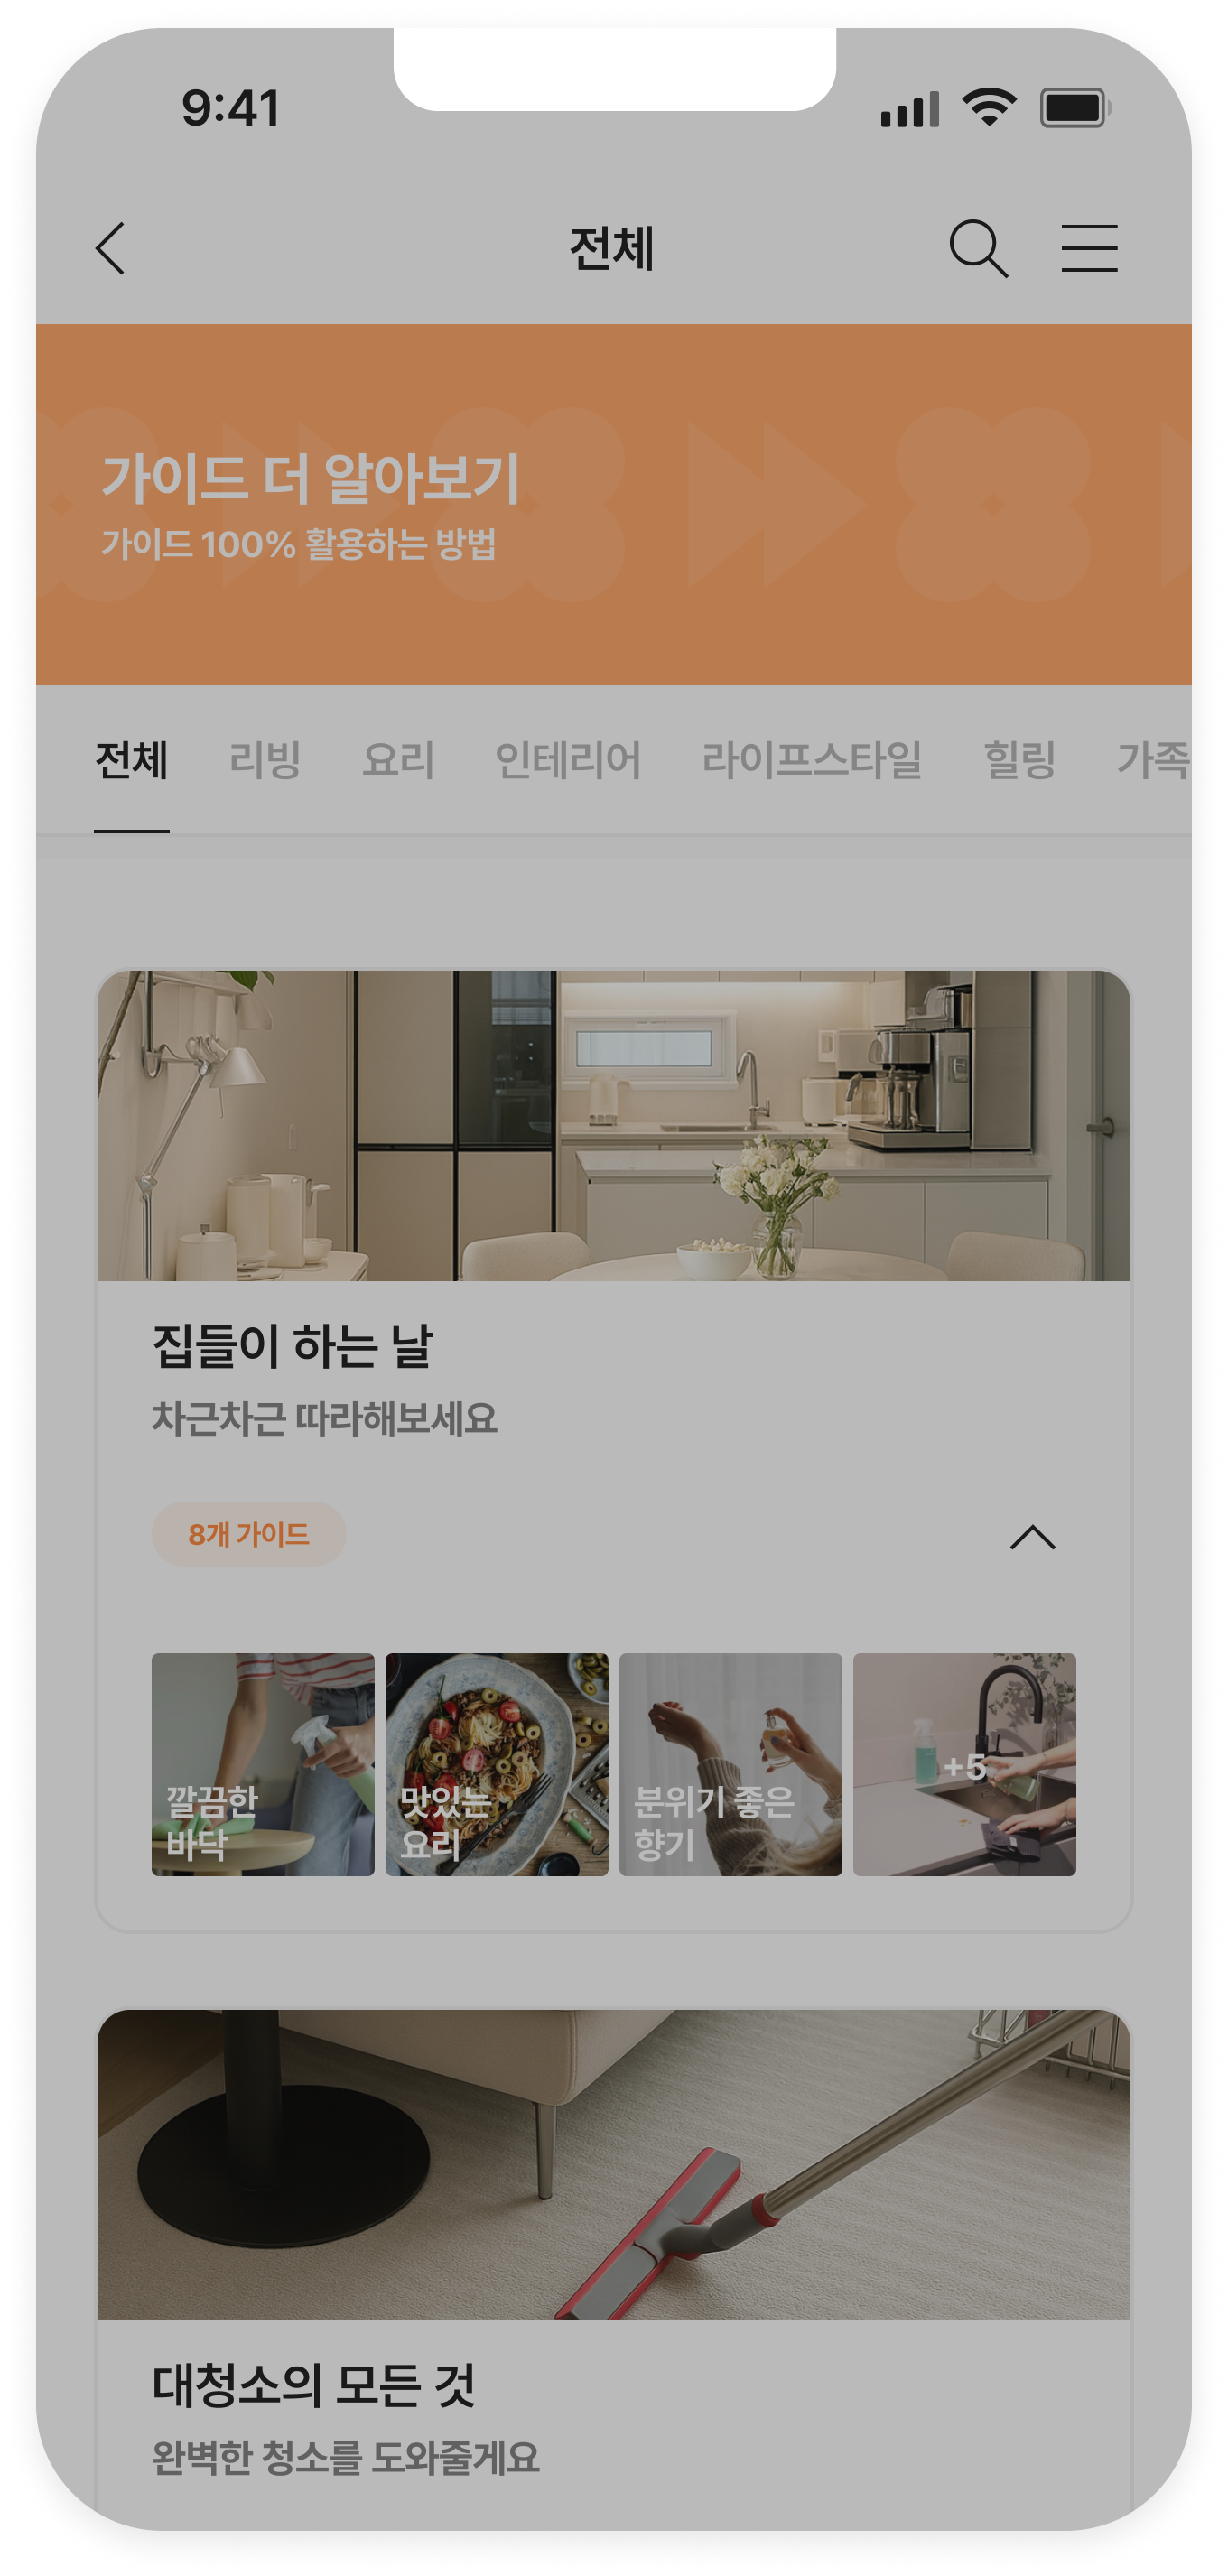 9:41
전체
가이드 더 알아보기
가이드 100% 활용하는 방법
전체 리빙 요리 인테리어 라이프스타일 힐링 가족
집들이 하는 날
차근차근 따라해보세요
8개 가이드
깔끔한
바닥
맛있는
요리
분위기 좋은
향기
+5
대청소의 모든 것
완벽한 청소를 도와줄게요